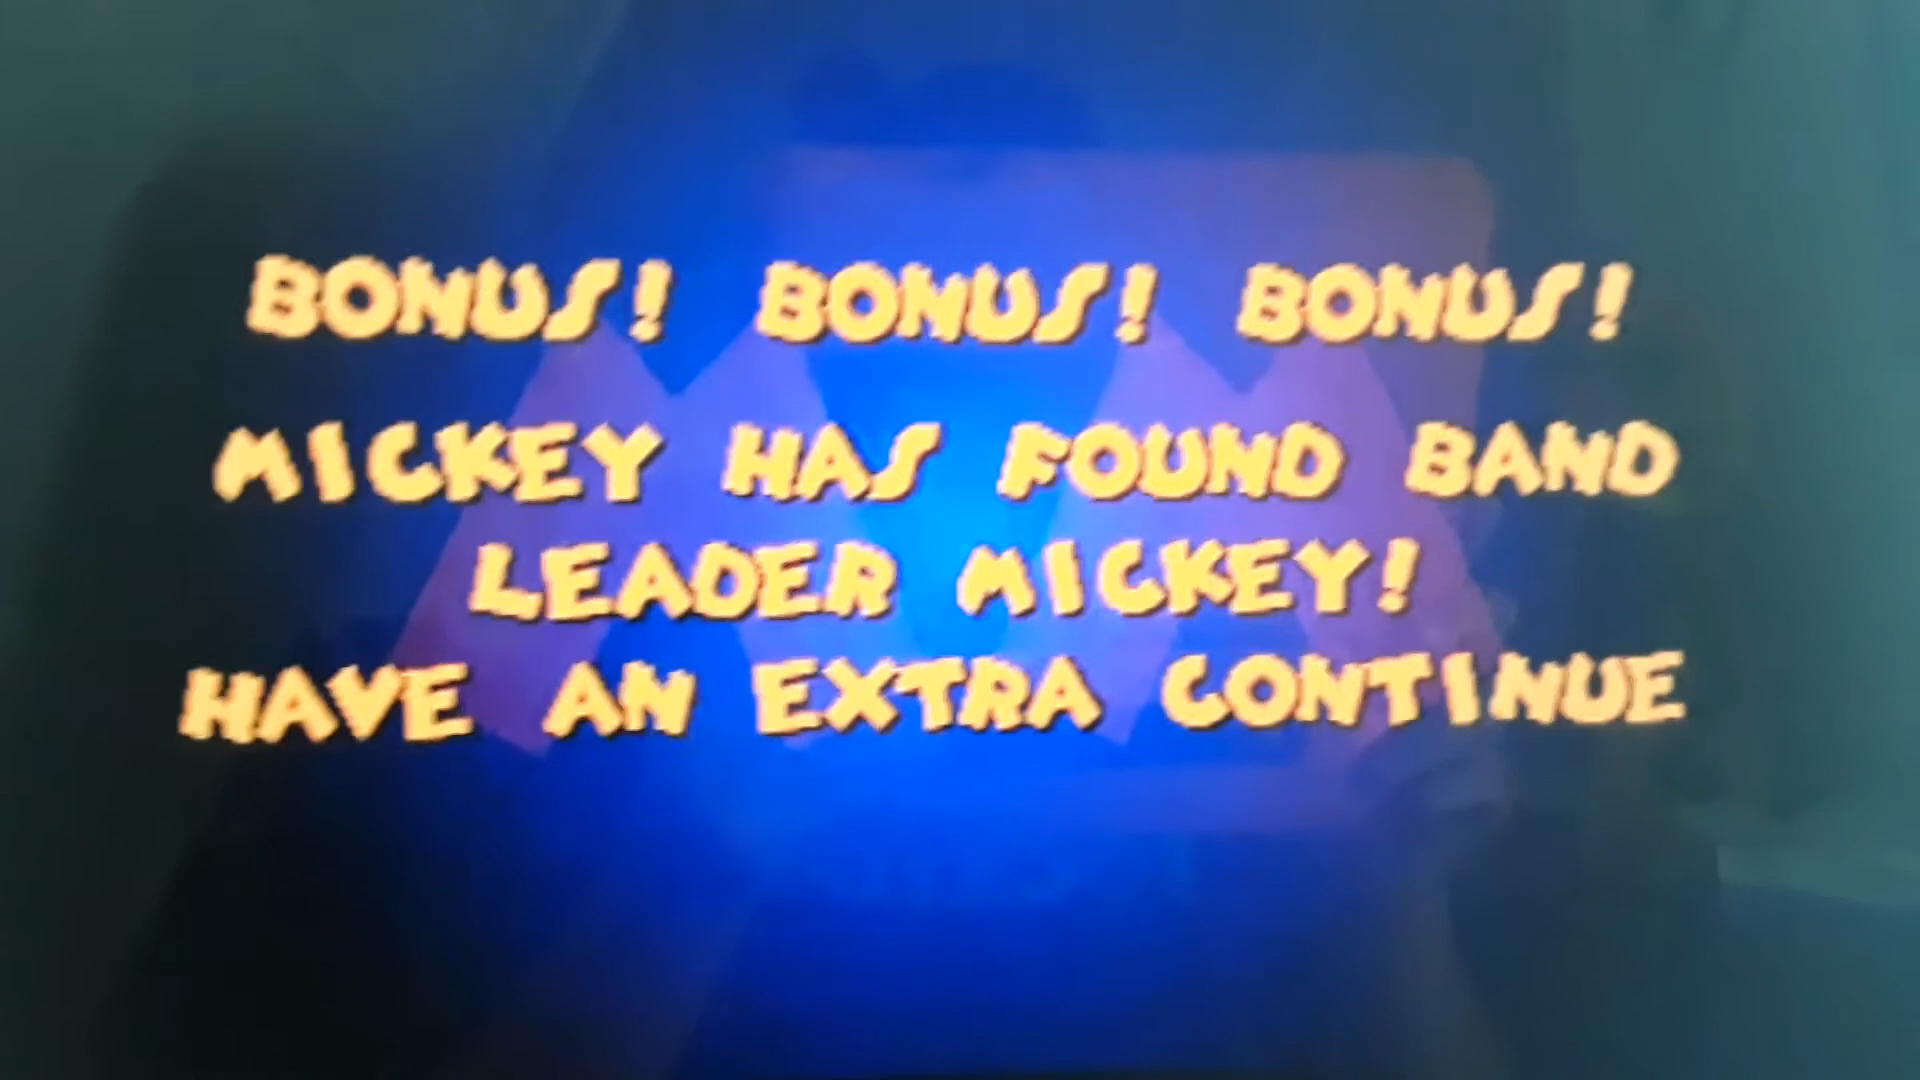 BONUS! BONUS! BONUS!
MICKEY HAS FOUND BAND
LEADER MICKEY!
HAVE AN EXTRA CONTINUE